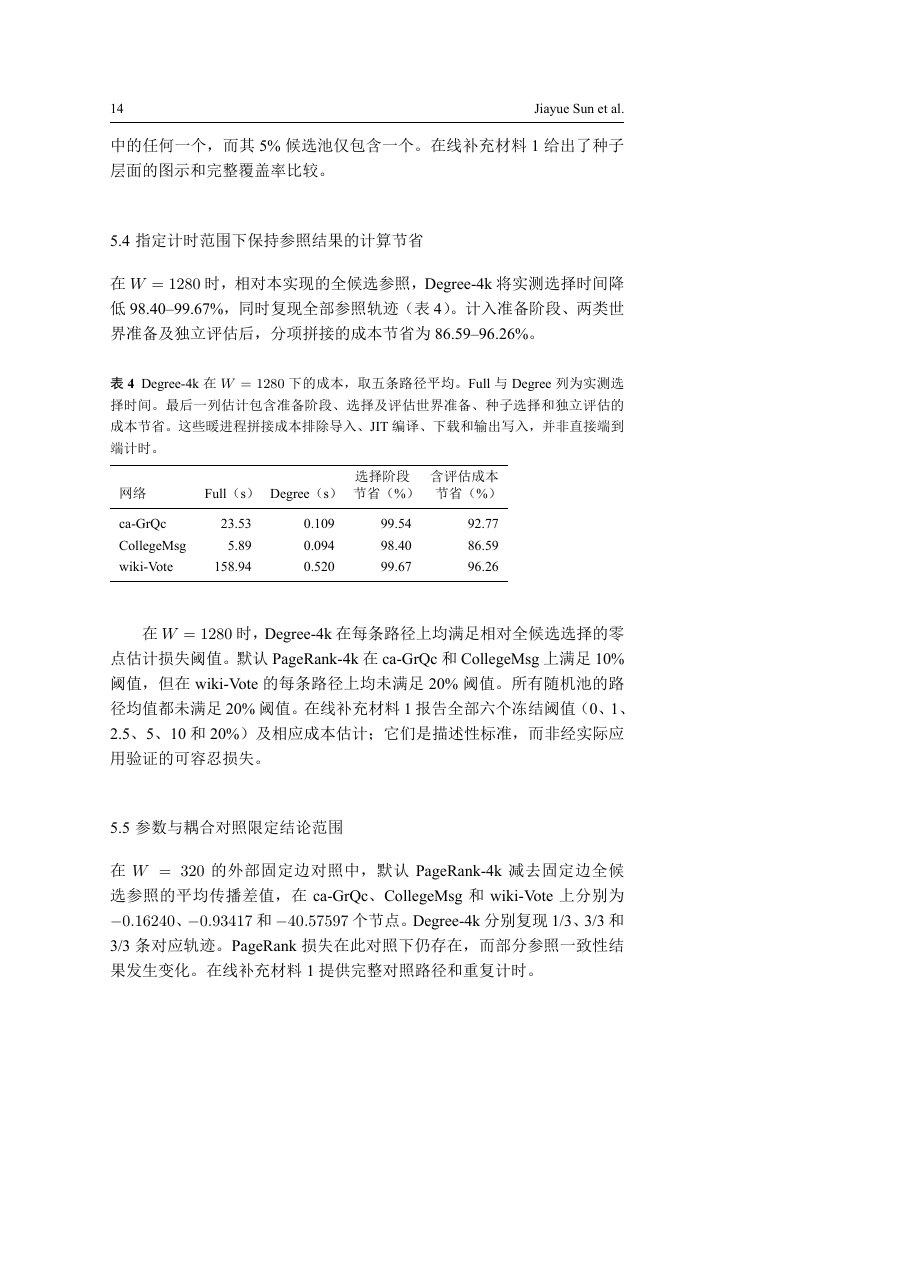 14 Jiayue Sun et al.
中的任何一个，而其 5% 候选池仅包含一个。在线补充材料 1 给出了种子
层面的图示和完整覆盖率比较。
5.4 指定计时范围下保持参照结果的计算节省
在 W = 1280 时，相对本实现的全候选参照，Degree-4k 将实测选择时间降
低 98.40–99.67%，同时复现全部参照轨迹（表 4）。计入准备阶段、两类世
界准备及独立评估后，分项拼接的成本节省为 86.59–96.26%。
表 4 Degree-4k 在 W = 1280 下的成本，取五条路径平均。Full 与 Degree 列为实测选
择时间。最后一列估计包含准备阶段、选择及评估世界准备、种子选择和独立评估的
成本节省。这些暖进程拼接成本排除导入、JIT 编译、下载和输出写入，并非直接端到
端计时。
选择阶段 含评估成本
网络 Full（s） Degree（s） 节省（%） 节省（%）
ca-GrQc 23.53 0.109 99.54 92.77
CollegeMsg 5.89 0.094 98.40 86.59
wiki-Vote 158.94 0.520 99.67 96.26
在 W = 1280 时，Degree-4k 在每条路径上均满足相对全候选选择的零
点估计损失阈值。默认 PageRank-4k 在 ca-GrQc 和 CollegeMsg 上满足 10%
阈值，但在 wiki-Vote 的每条路径上均未满足 20% 阈值。所有随机池的路
径均值都未满足 20% 阈值。在线补充材料 1 报告全部六个冻结阈值（0、1、
2.5、5、10 和 20%）及相应成本估计；它们是描述性标准，而非经实际应
用验证的可容忍损失。
5.5 参数与耦合对照限定结论范围
在 W = 320 的外部固定边对照中，默认 PageRank-4k 减去固定边全候
选参照的平均传播差值，在 ca-GrQc、CollegeMsg 和 wiki-Vote 上分别为
−0.16240、−0.93417 和 −40.57597 个节点。Degree-4k 分别复现 1/3、3/3 和
3/3 条对应轨迹。PageRank 损失在此对照下仍存在，而部分参照一致性结
果发生变化。在线补充材料 1 提供完整对照路径和重复计时。